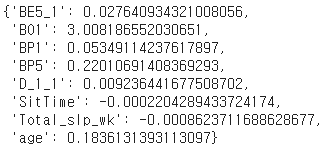 {'BE5_1': 0.027640934321008056,
 'BO1': 3.008186552030651,
 'BP1': 0.05349114237617897,
 'BP5': 0.22010691408369293,
 'D_1_1': 0.009236441677508702,
 'SitTime': -0.0002204289433724174,
 'Total_slp_wk': -0.0008623711688628677,
 'age': 0.1836131393113097}